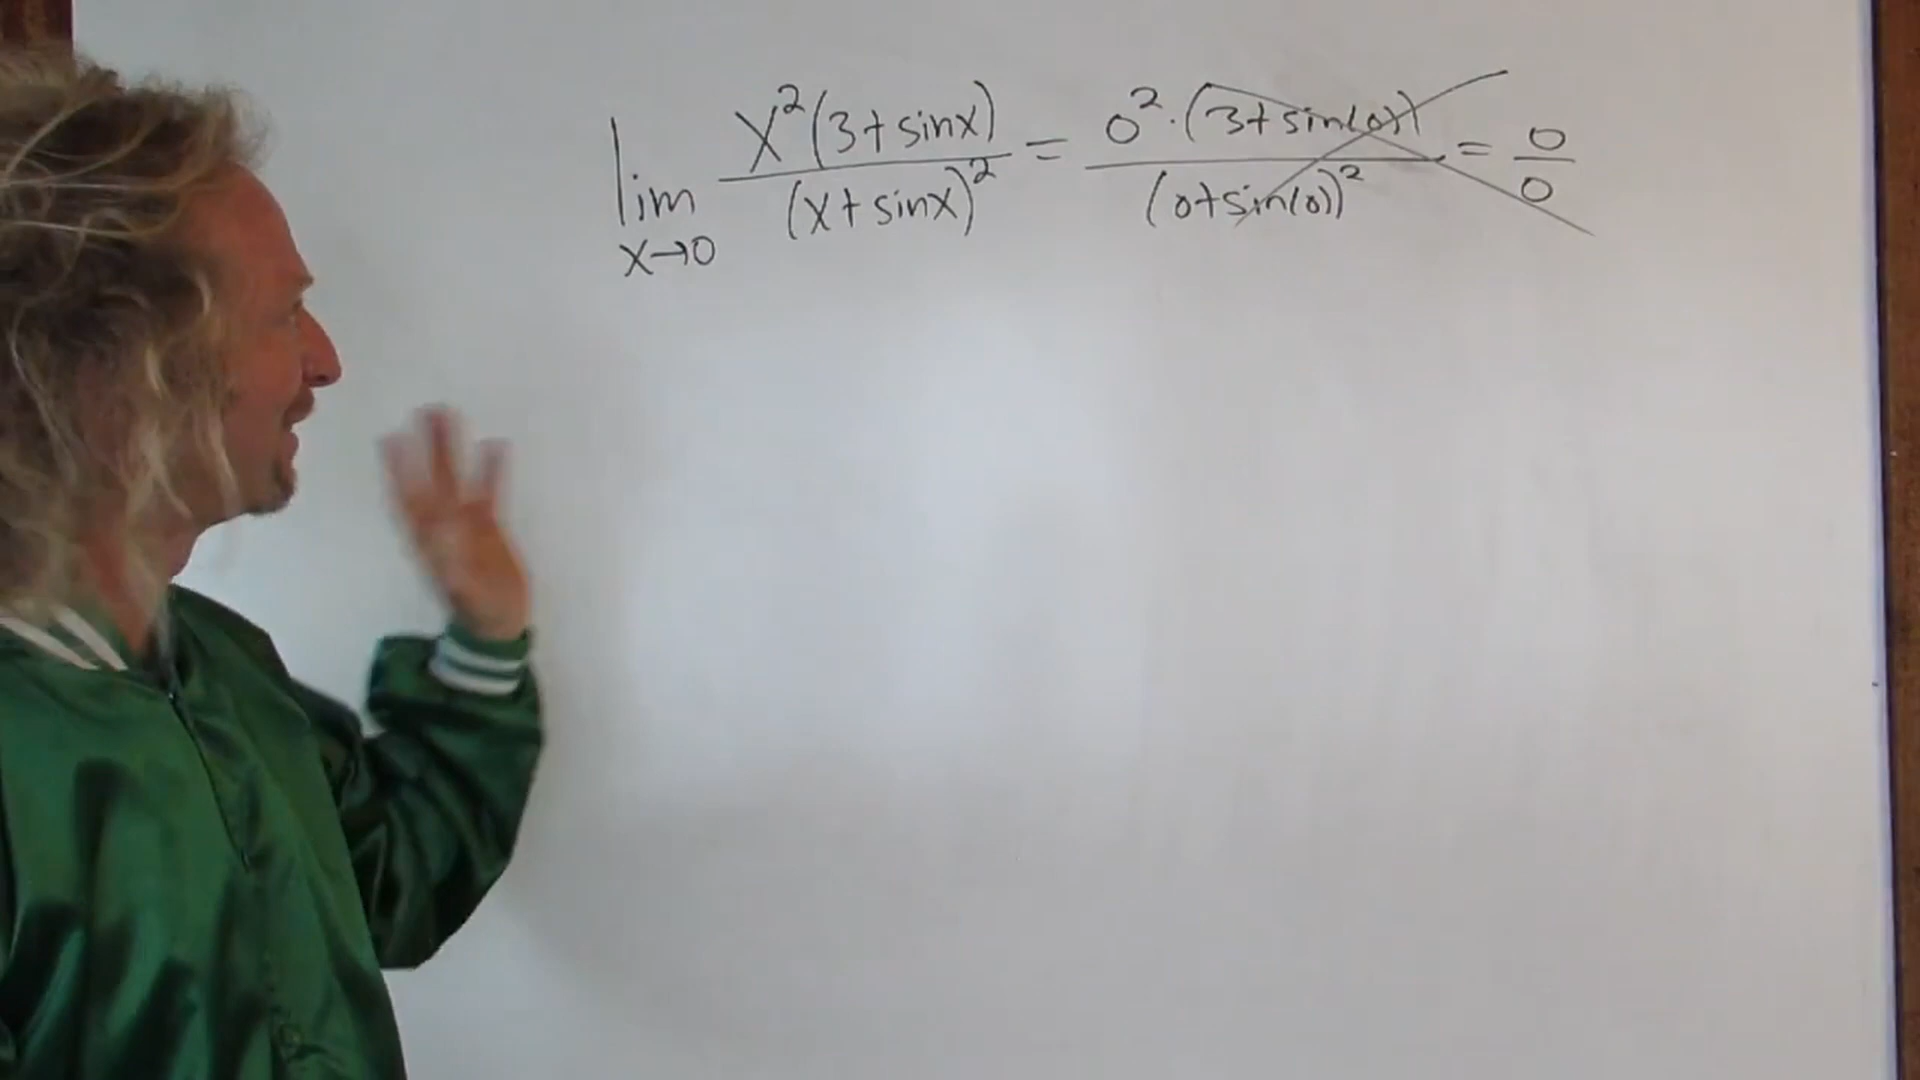 lim x→0 x²(3+sinx) / (x+sinx)² = 0²·(3+sin(0)) / (0+sin(0))² = 0/0